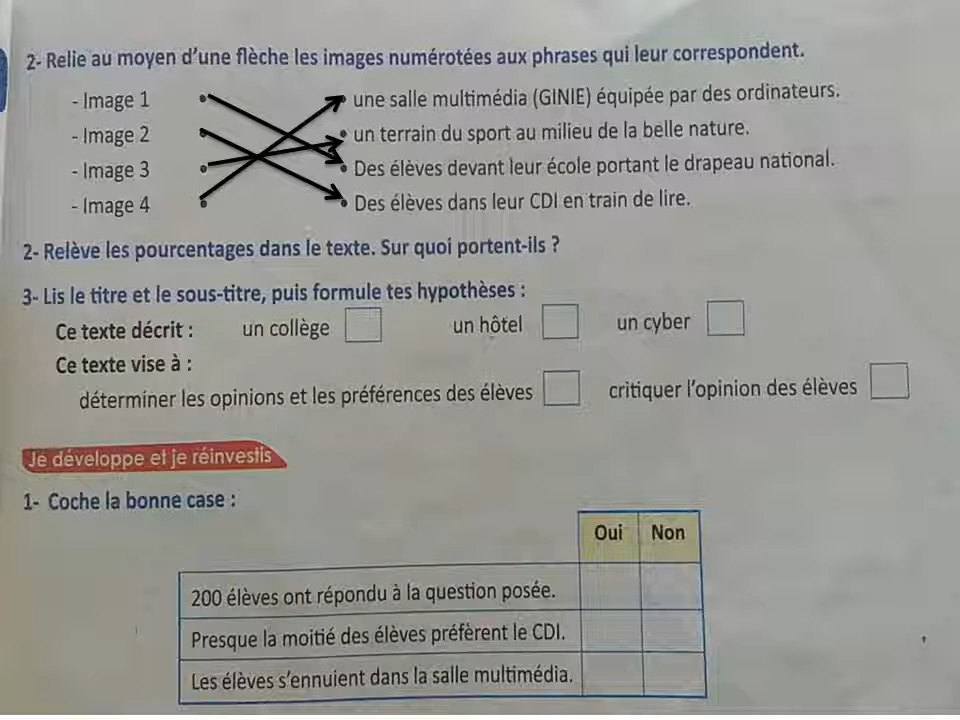 2- Relie au moyen d'une flèche les images numérotées aux phrases qui leur correspondent.
- Image 1 • • une salle multimédia (GINIE) équipée par des ordinateurs.
- Image 2 • • un terrain du sport au milieu de la belle nature.
- Image 3 • • Des élèves devant leur école portant le drapeau national.
- Image 4 • • Des élèves dans leur CDI en train de lire.
2- Relève les pourcentages dans le texte. Sur quoi portent-ils ?
3- Lis le titre et le sous-titre, puis formule tes hypothèses :
Ce texte décrit : un collège un hôtel un cyber
Ce texte vise à :
déterminer les opinions et les préférences des élèves critiquer l'opinion des élèves
Je développe et je réinvestis
1- Coche la bonne case :
Oui Non
200 élèves ont répondu à la question posée.
Presque la moitié des élèves préfèrent le CDI.
Les élèves s'ennuient dans la salle multimédia.